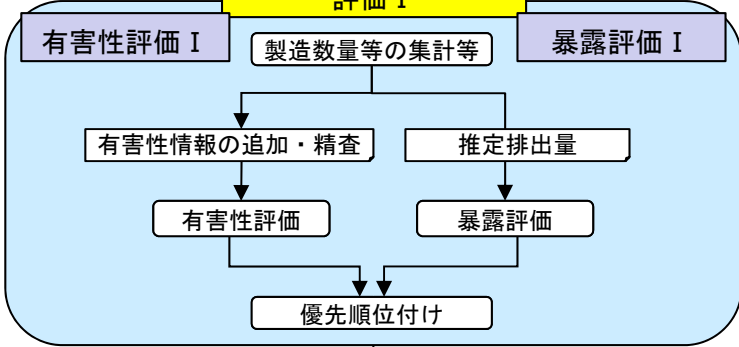 評価Ⅰ
有害性評価Ⅰ
暴露評価Ⅰ
製造数量等の集計等
有害性情報の追加・精査
推定排出量
有害性評価
暴露評価
優先順位付け